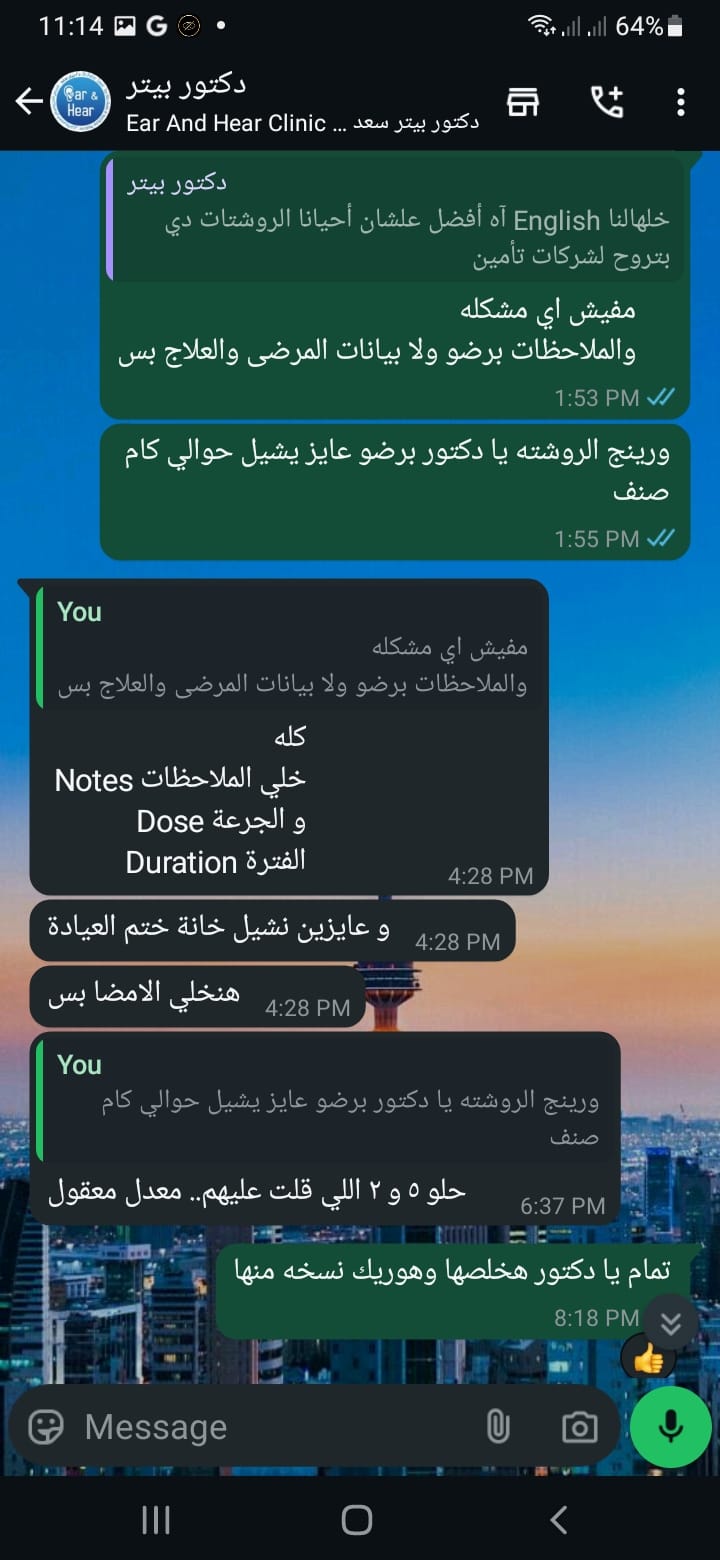 11:14
64%
Ear & Hear
دكتور بيتر
Ear And Hear Clinic ... دكتور بيتر سعد
دكتور بيتر
خلهالنا English آه أفضل علشان أحيانا الروشتات دي
بتروح لشركات تأمين
مفيش اي مشكله
والملاحظات برضو ولا بيانات المرضى والعلاج بس
1:53 PM
ورينج الروشته يا دكتور برضو عايز يشيل حوالي كام
صنف
1:55 PM
You
مفيش اي مشكله
والملاحظات برضو ولا بيانات المرضى والعلاج بس
كله
خلي الملاحظات Notes
و الجرعة Dose
الفترة Duration
4:28 PM
و عايزين نشيل خانة ختم العيادة
4:28 PM
هنخلي الامضا بس
4:28 PM
You
ورينج الروشته يا دكتور برضو عايز يشيل حوالي كام
صنف
حلو ٥ و ٢ اللي قلت عليهم.. معدل معقول
6:37 PM
تمام يا دكتور هخلصها وهوريك نسخه منها
8:18 PM
Message